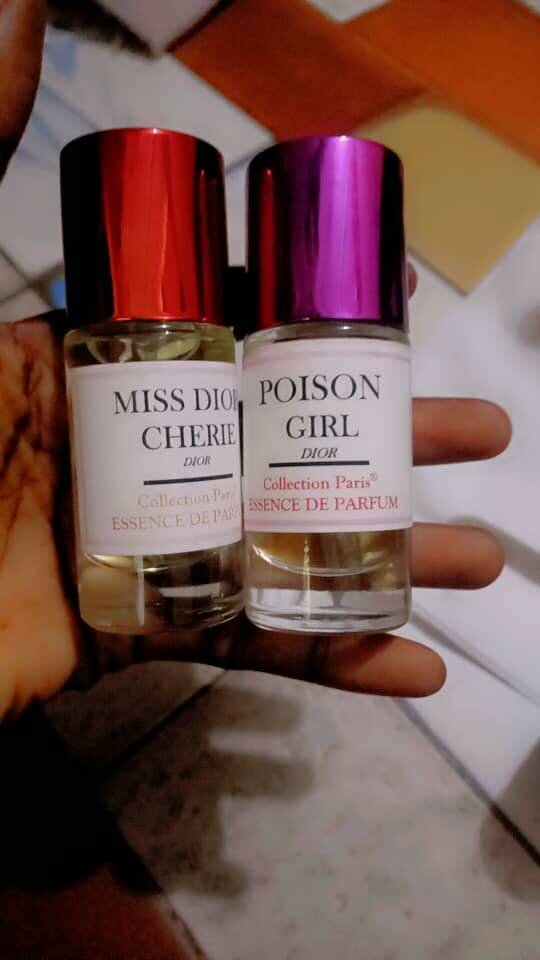 MISS DIOR
CHERIE
DIOR
Collection Paris
ESSENCE DE
POISON
GIRL
DIOR
Collection Paris®
ESSENCE DE PARFUM